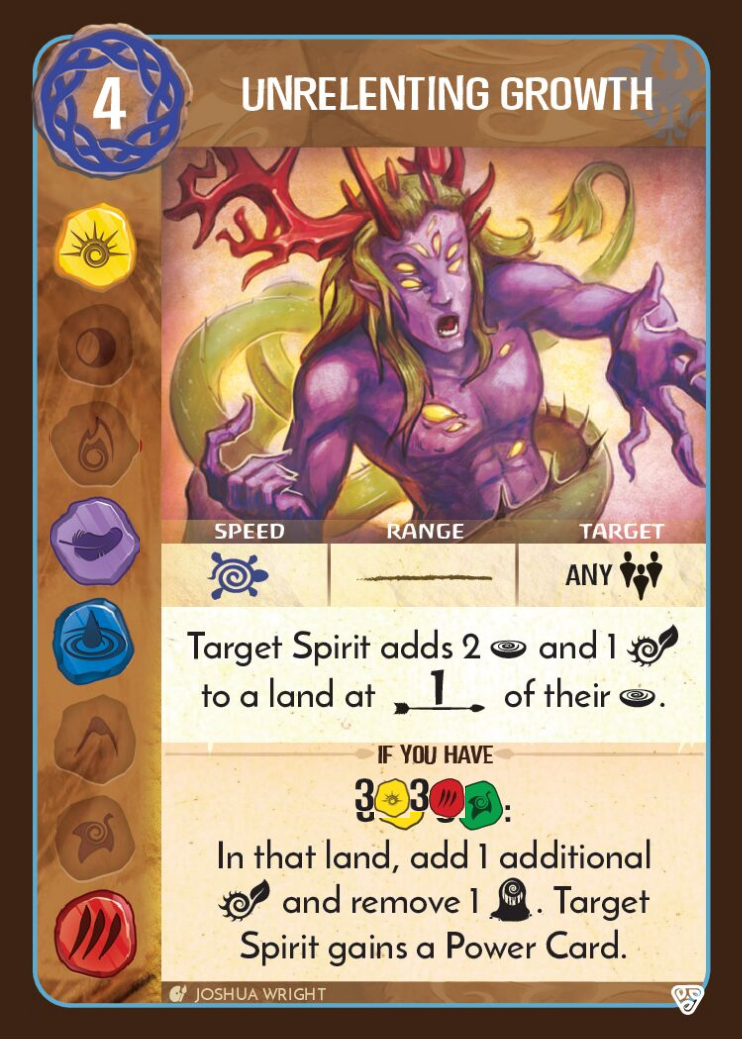 4
UNRELENTING GROWTH
SPEED RANGE TARGET
ANY
Target Spirit adds 2 and 1
to a land at 1 of their .
IF YOU HAVE
3 3 :
In that land, add 1 additional
and remove 1 . Target
Spirit gains a Power Card.
JOSHUA WRIGHT